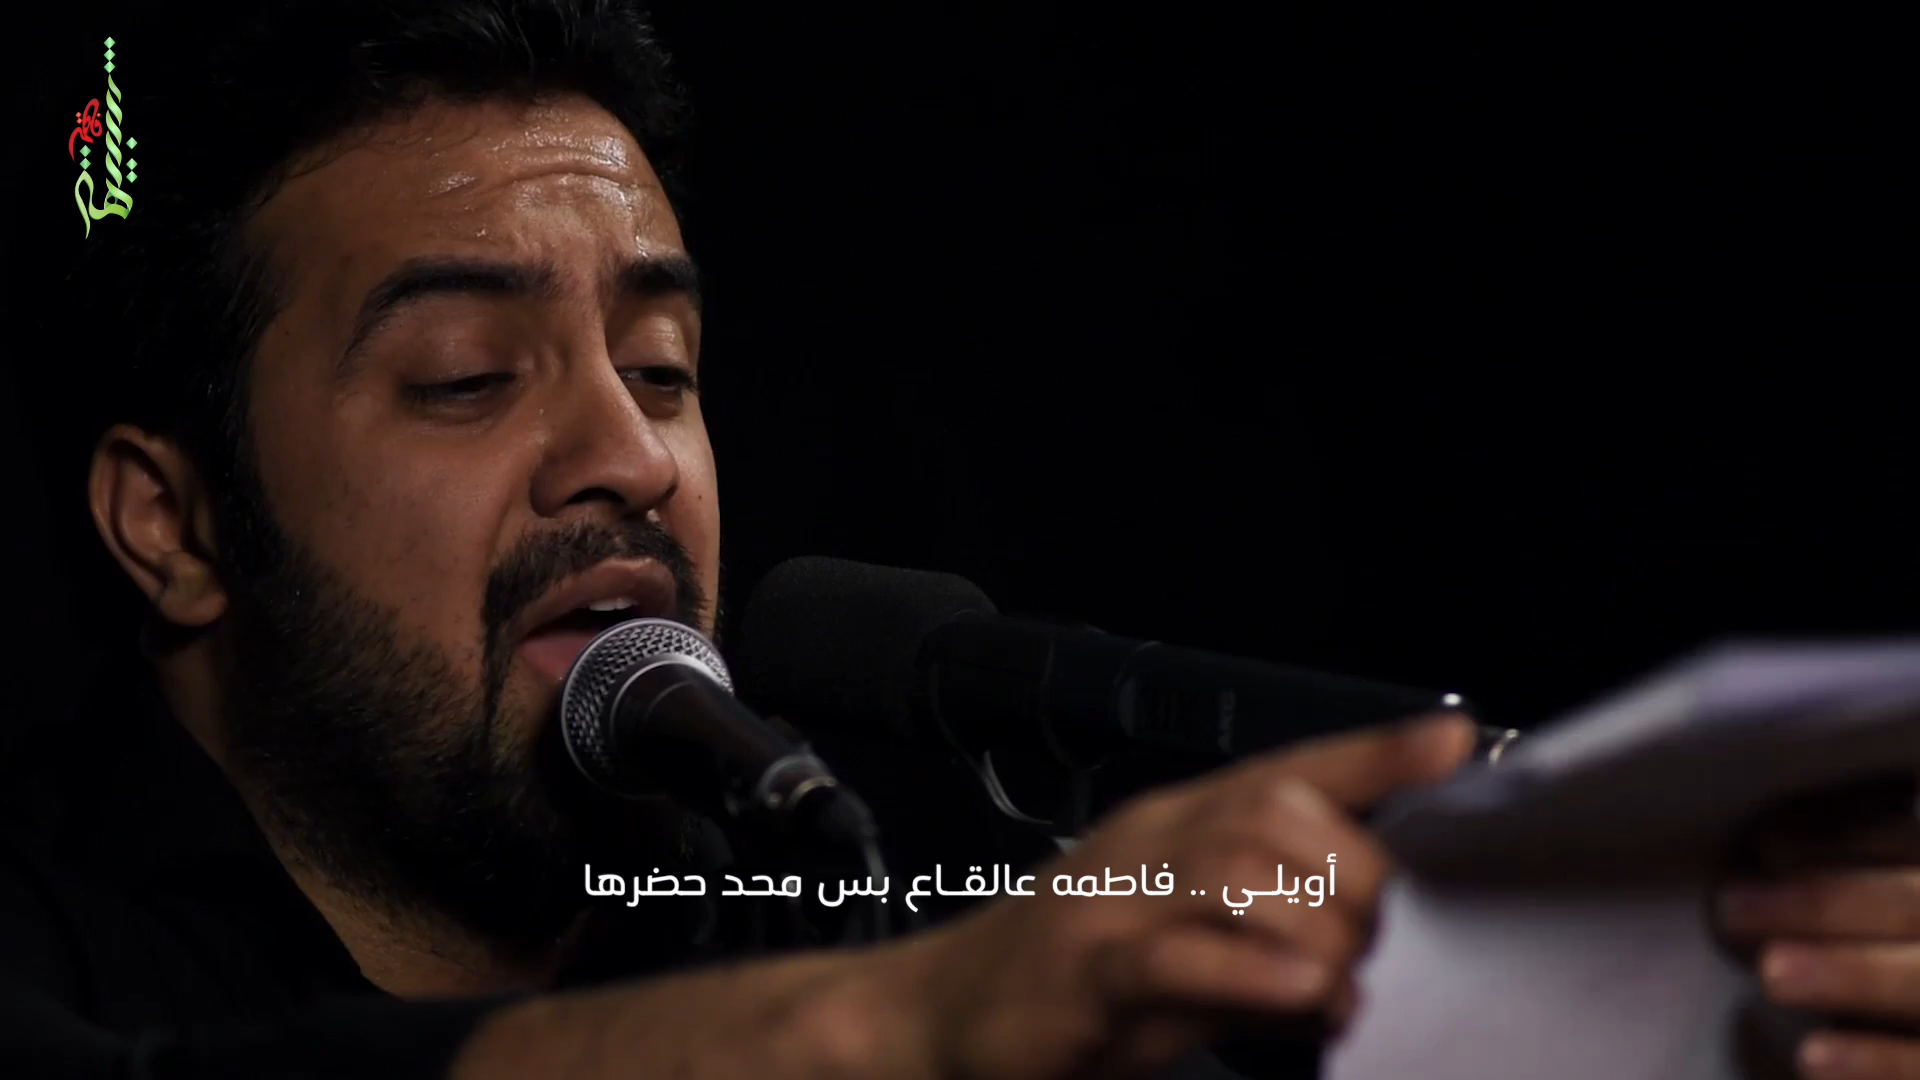 أويلـي .. فاطمه عالقـاع بس محد حضرها